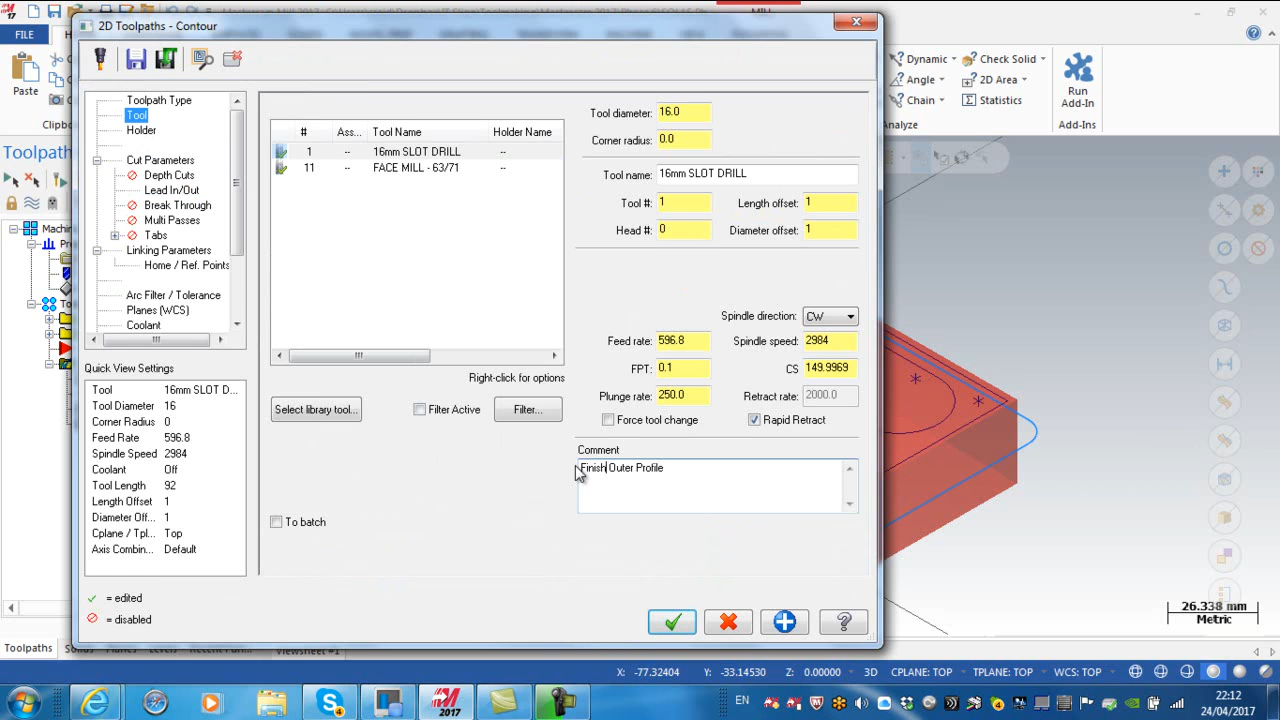 2D Toolpaths - Contour
FILE
Paste
Clipb
Dynamic
Check Solid
Angle
2D Area
Chain
Statistics
Run
Add-In
Analyze
Add-Ins
Toolpath Type
Tool
Holder
Cut Parameters
Depth Cuts
Lead In/Out
Break Through
Multi Passes
Tabs
Linking Parameters
Home / Ref. Points
Arc Filter / Tolerance
Planes (WCS)
Coolant
Quick View Settings
Tool 16mm SLOT D...
Tool Diameter 16
Corner Radius 0
Feed Rate 596.8
Spindle Speed 2984
Coolant Off
Tool Length 92
Length Offset 1
Diameter Off... 1
Cplane / Tpl... Top
Axis Combin... Default
= edited
= disabled
# Ass... Tool Name Holder Name
1 -- 16mm SLOT DRILL --
11 -- FACE MILL - 63/71 --
Right-click for options
Select library tool...
Filter Active
Filter...
To batch
Tool diameter: 16.0
Corner radius: 0.0
Tool name: 16mm SLOT DRILL
Tool #: 1 Length offset: 1
Head #: 0 Diameter offset: 1
Spindle direction: CW
Feed rate: 596.8 Spindle speed: 2984
FPT: 0.1 CS 149.9969
Plunge rate: 250.0 Retract rate: 2000.0
Force tool change Rapid Retract
Comment
Finish Outer Profile
Toolpath
Machin
26.338 mm
Metric
Toolpaths
Viewsheet #1
X: -77.32404 Y: -33.14530 Z: 0.00000 3D CPLANE: TOP TPLANE: TOP WCS: TOP
2017
EN
22:12
24/04/2017